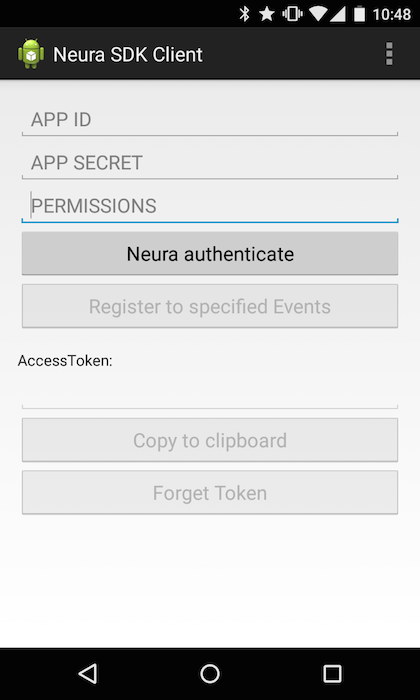 10:48
Neura SDK Client
APP ID
APP SECRET
PERMISSIONS
Neura authenticate
Register to specified Events
AccessToken:
Copy to clipboard
Forget Token